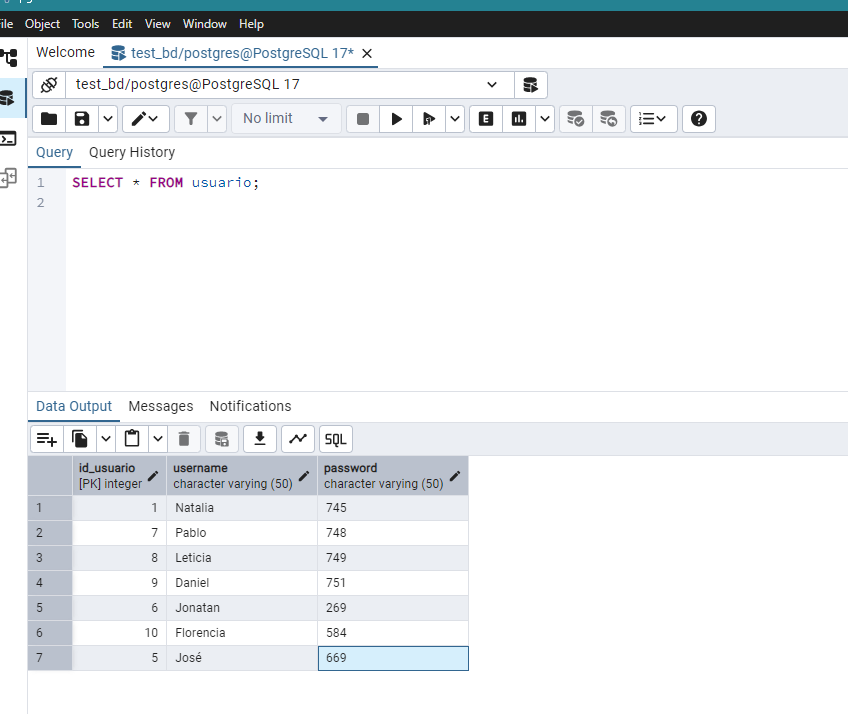 Object Tools Edit View Window Help
Welcome test_bd/postgres@PostgreSQL 17*
test_bd/postgres@PostgreSQL 17
No limit
E
Query Query History
1 SELECT * FROM usuario;
2
Data Output Messages Notifications
SQL
id_usuario username password
[PK] integer character varying (50) character varying (50)
1 1 Natalia 745
2 7 Pablo 748
3 8 Leticia 749
4 9 Daniel 751
5 6 Jonatan 269
6 10 Florencia 584
7 5 José 669